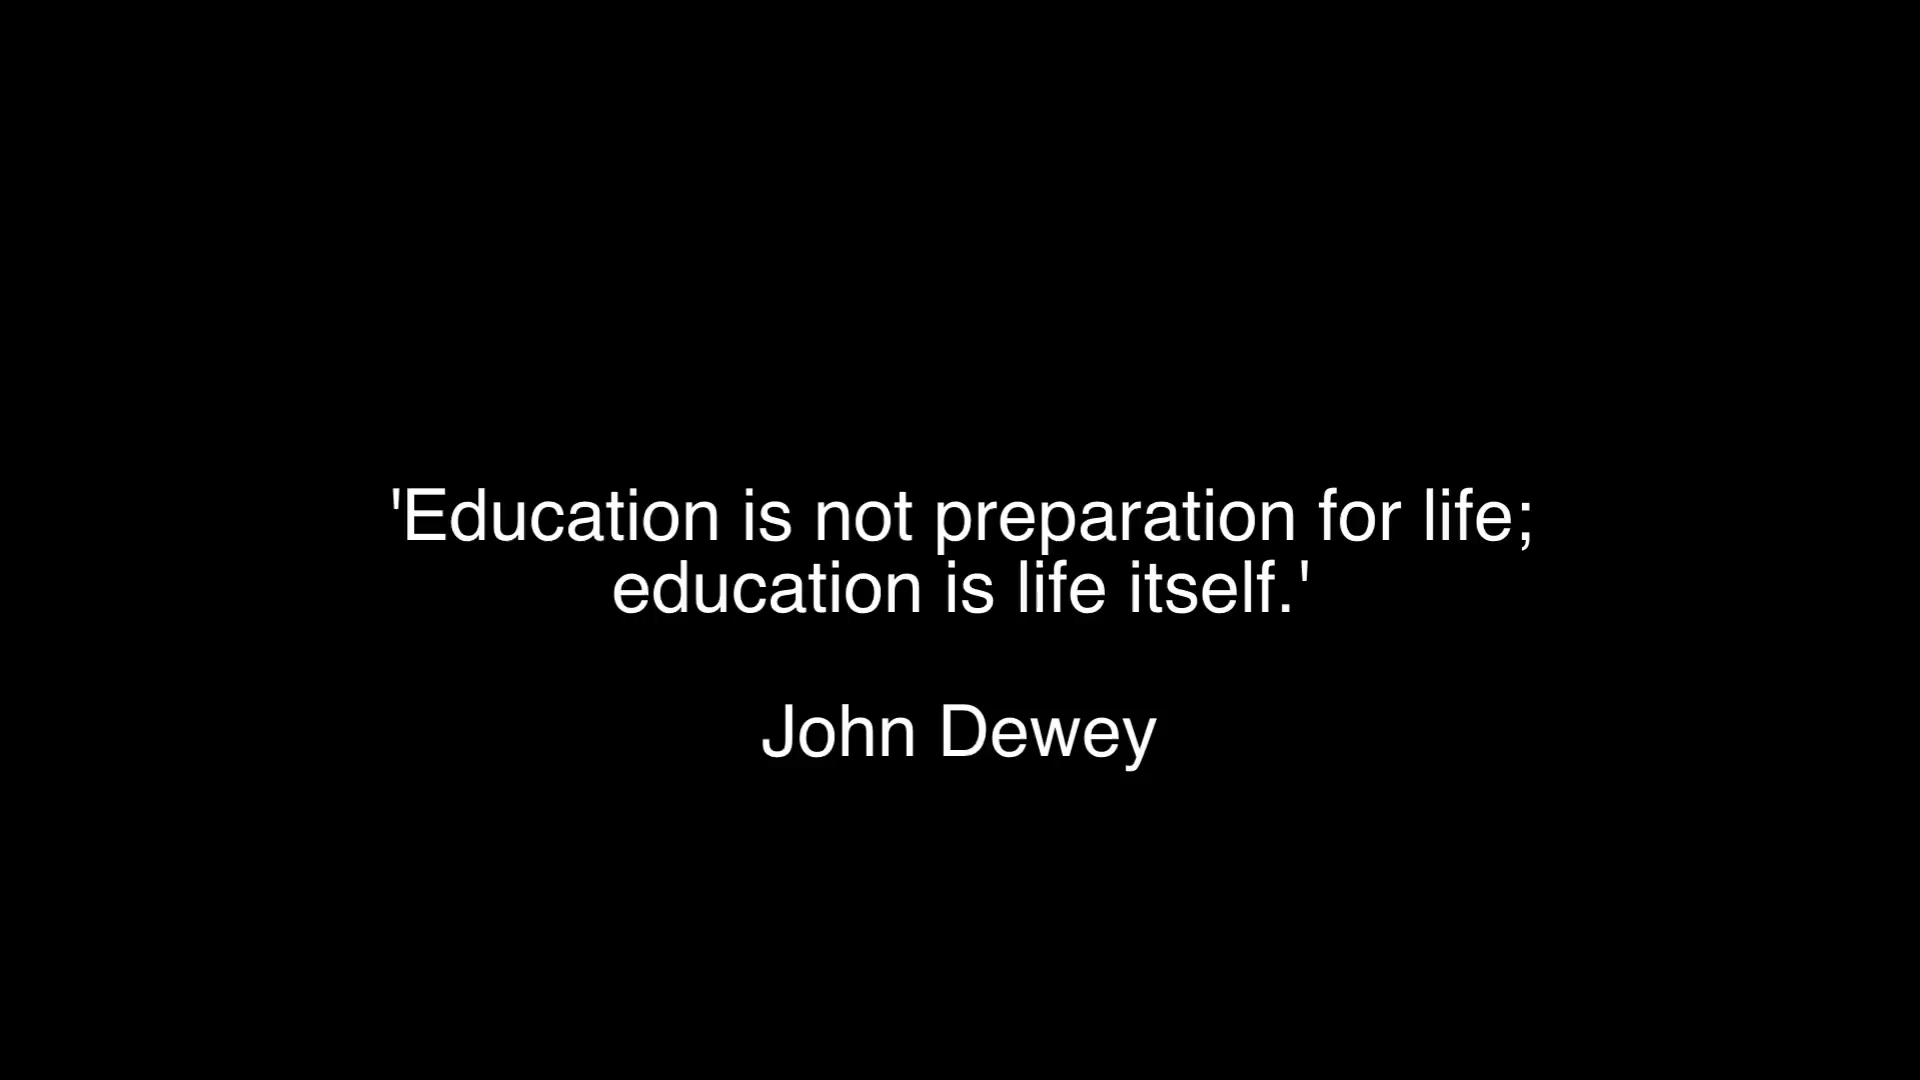 'Education is not preparation for life;
education is life itself.'
John Dewey